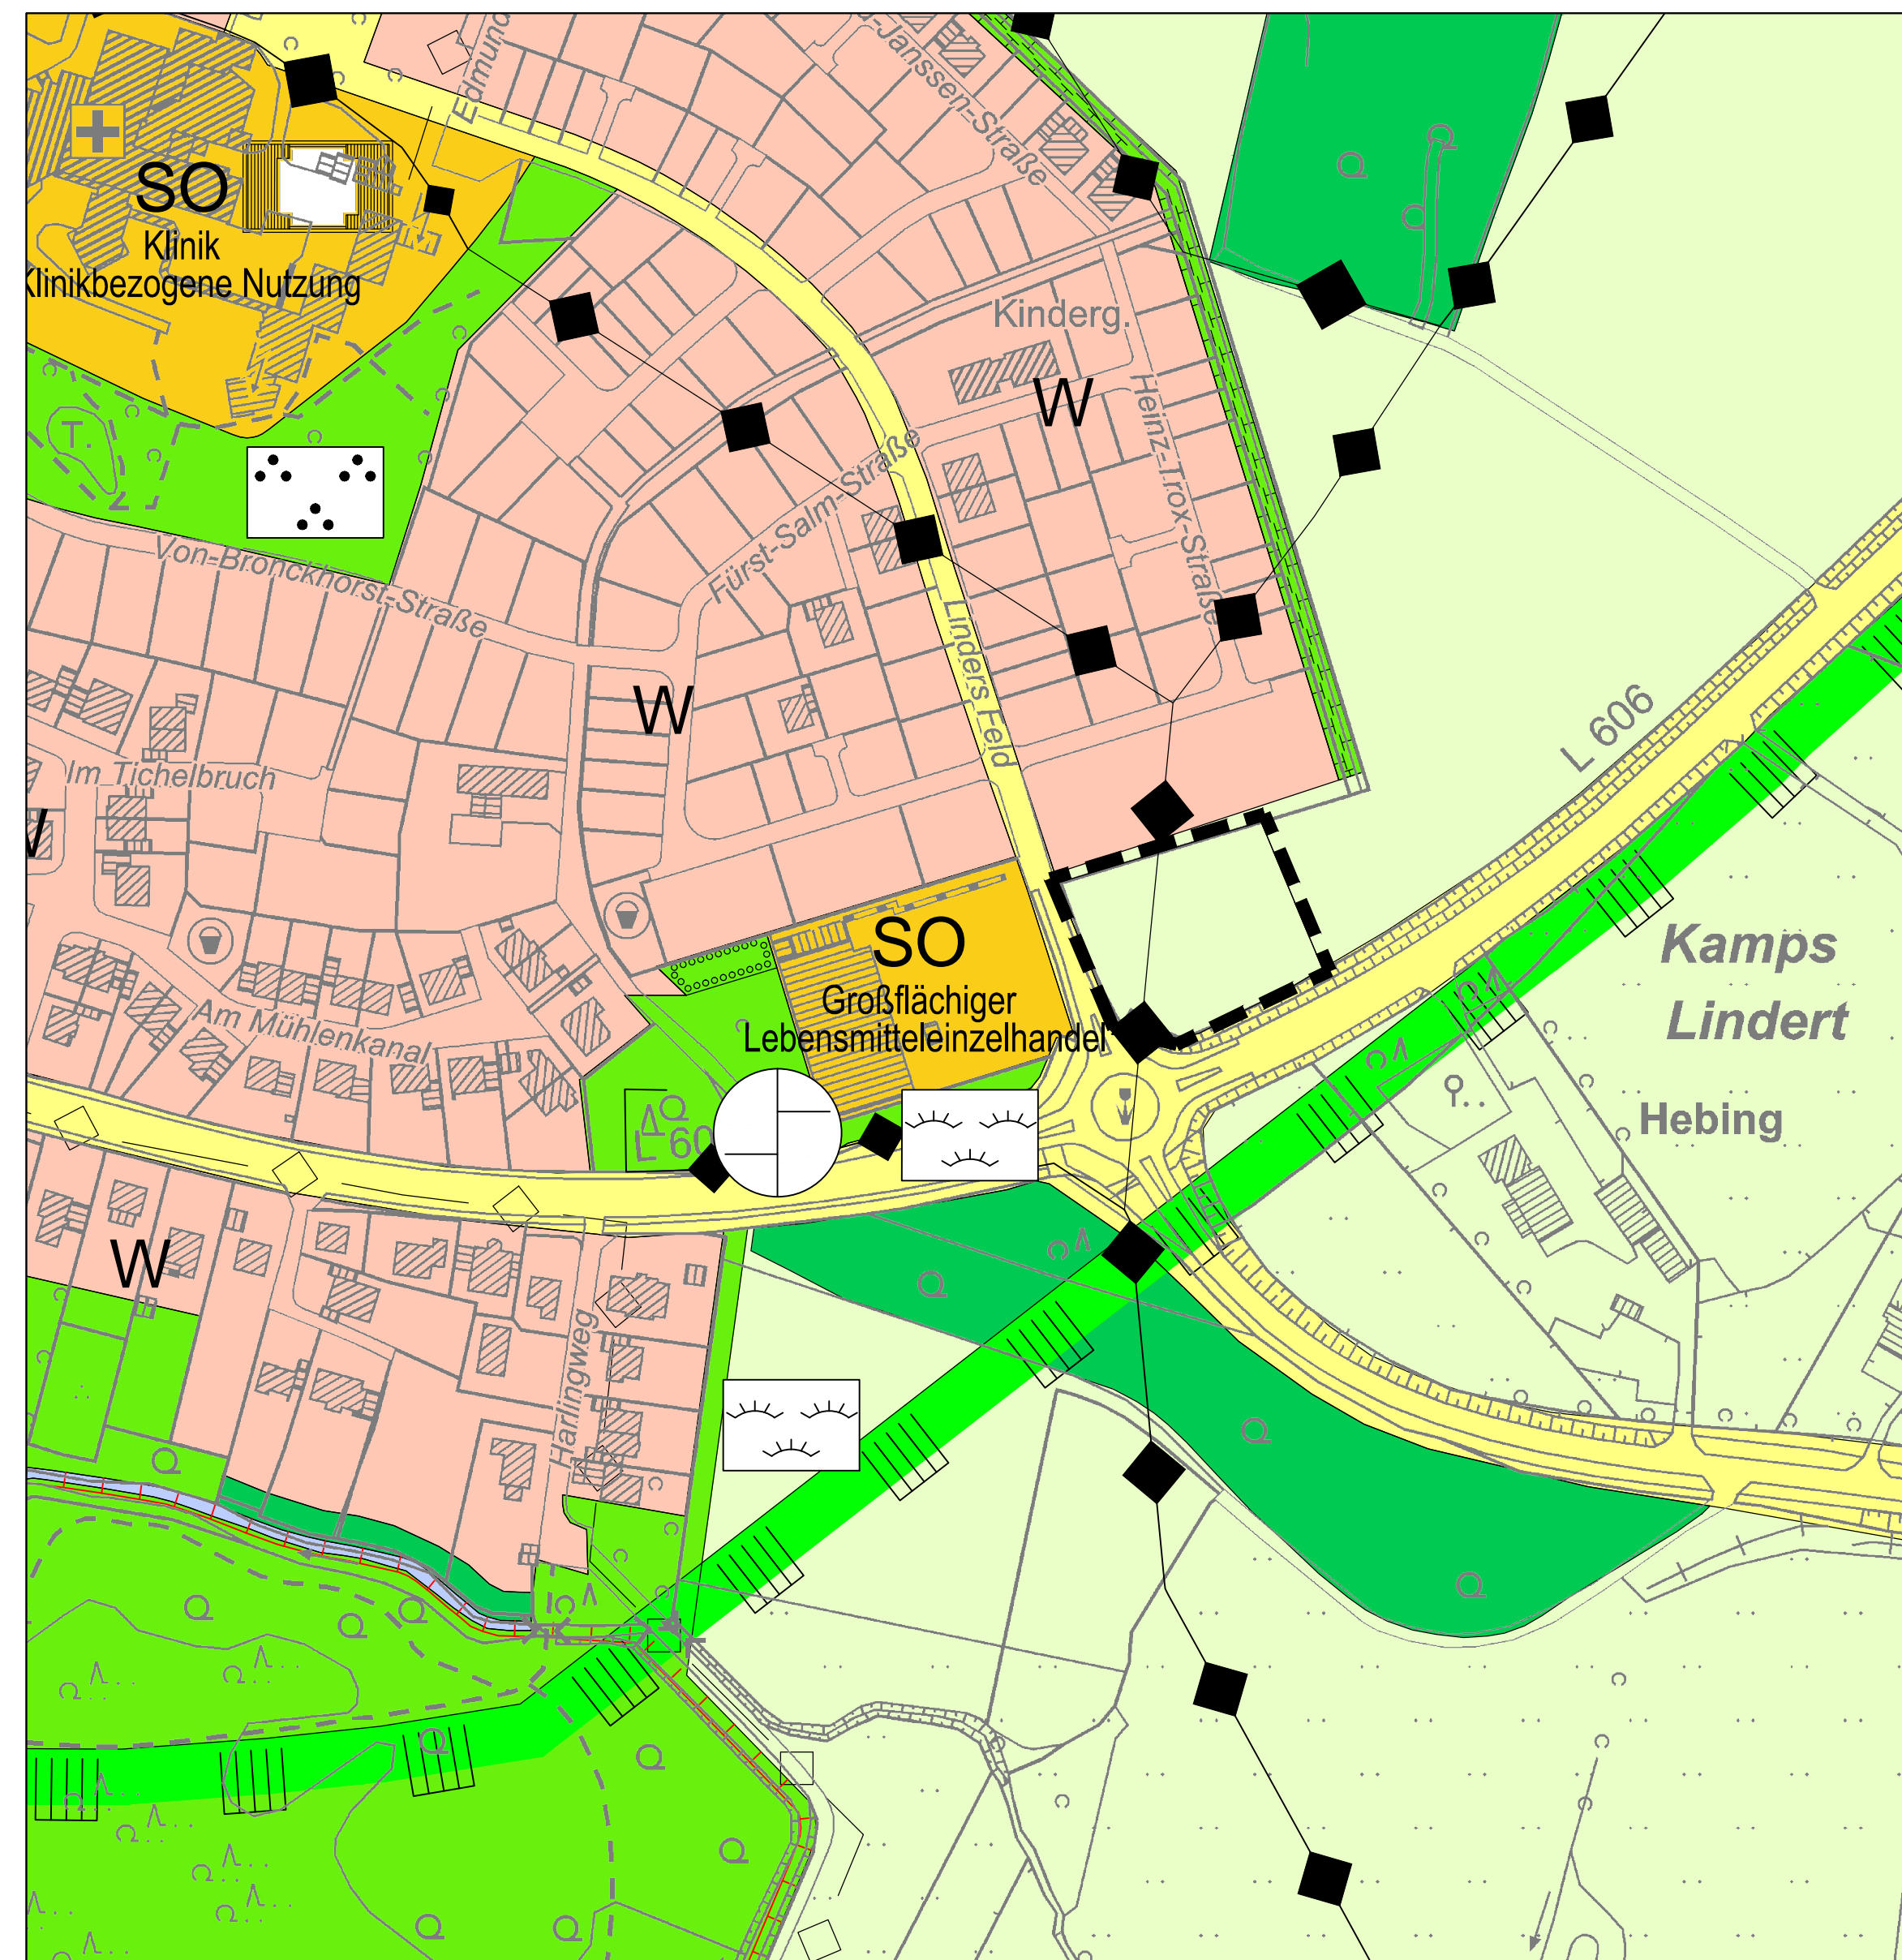 Edmund
-Janssen-Straße
SO
Klinik
Klinikbezogene Nutzung
Kinderg.
W
Heinz-Trox-Straße
T.
Fürst-Salm-Straße
Von-Bronckhorst-Straße
Linders Feld
W
L 606
Im Tichelbruch
W
SO
Großflächiger
Lebensmitteleinzelhandel
Kamps
Lindert
Am Mühlenkanal
Hebing
L 60
W
Harlingweg